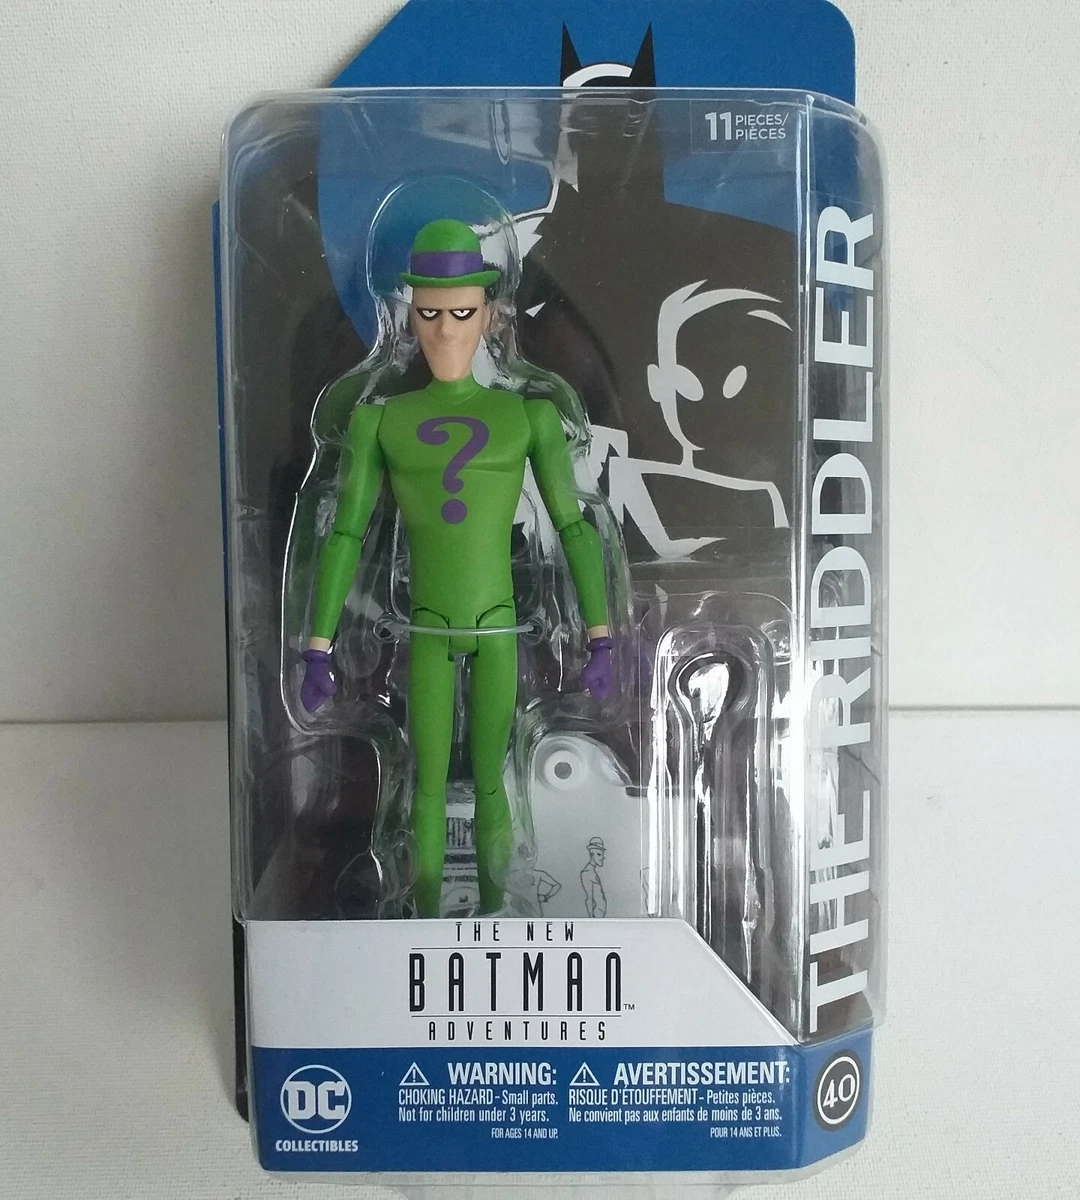 11 PIECES/
PIÈCES
THE RIDDLER
?
THE NEW
BATMAN™
ADVENTURES
DC
COLLECTIBLES
WARNING:
CHOKING HAZARD - Small parts.
Not for children under 3 years.
FOR AGES 14 AND UP.
AVERTISSEMENT:
RISQUE D'ÉTOUFFEMENT - Petites pièces.
Ne convient pas aux enfants de moins de 3 ans.
POUR 14 ANS ET PLUS.
40